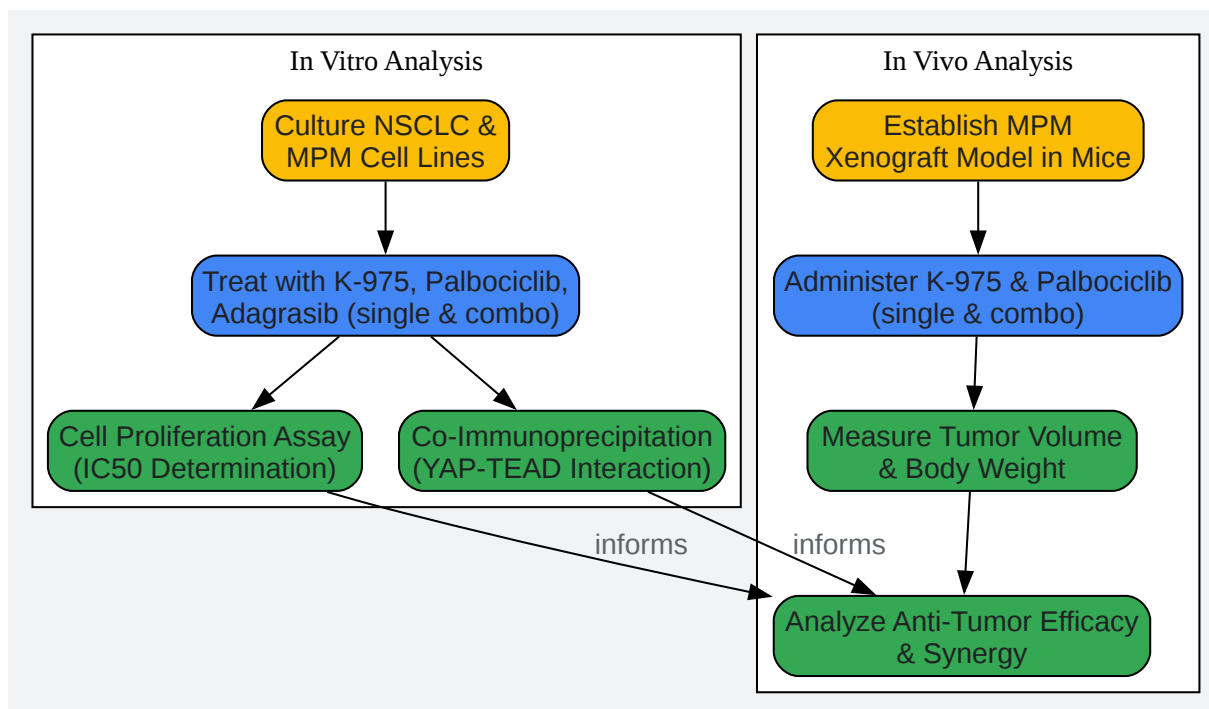 In Vitro Analysis
Culture NSCLC &
MPM Cell Lines
Treat with K-975, Palbociclib,
Adagrasib (single & combo)
Cell Proliferation Assay
(IC50 Determination)
Co-Immunoprecipitation
(YAP-TEAD Interaction)
informs
informs
In Vivo Analysis
Establish MPM
Xenograft Model in Mice
Administer K-975 & Palbociclib
(single & combo)
Measure Tumor Volume
& Body Weight
Analyze Anti-Tumor Efficacy
& Synergy